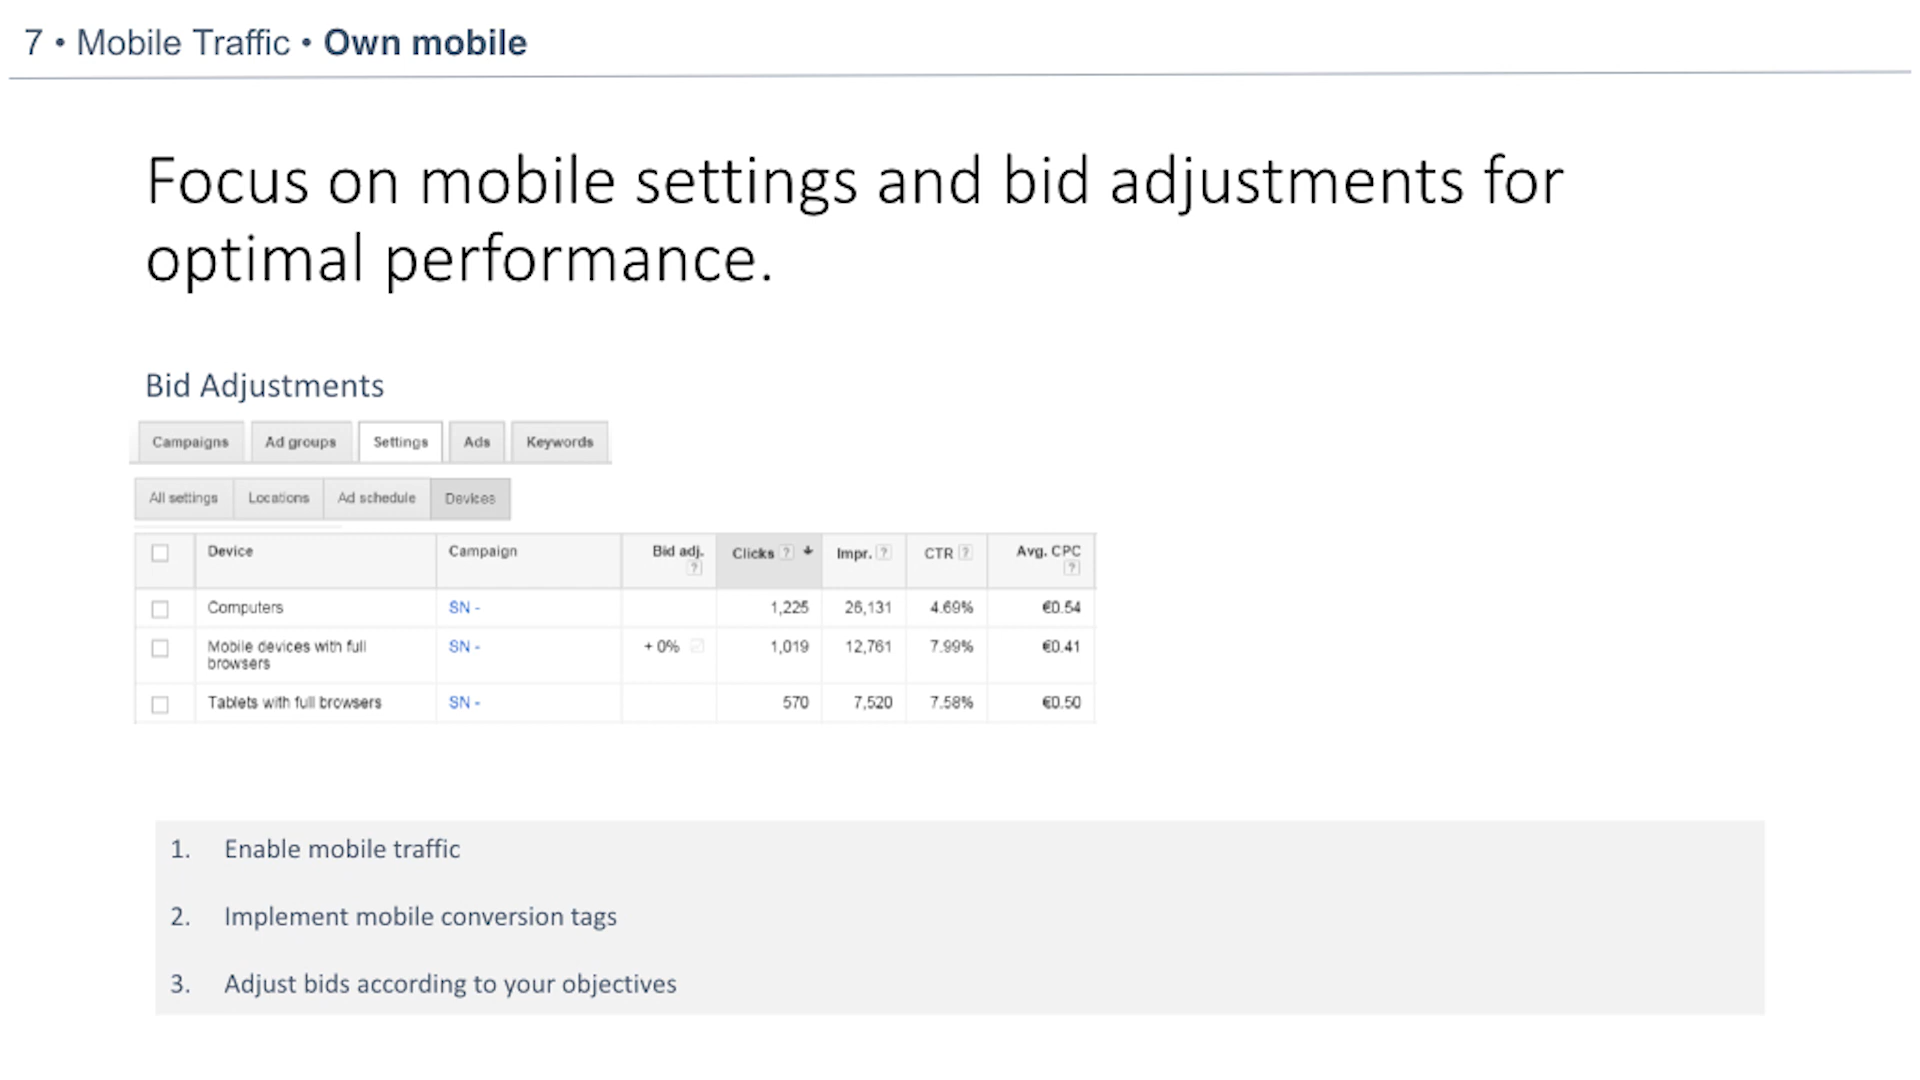 7 • Mobile Traffic • Own mobile
Focus on mobile settings and bid adjustments for
optimal performance.
Bid Adjustments
Campaigns Ad groups Settings Ads Keywords
All settings Locations Ad schedule Devices
Device Campaign Bid adj. ? Clicks ? Impr. ? CTR ? Avg. CPC ?
Computers SN - 1,225 26,131 4.69% €0.54
Mobile devices with full browsers SN - + 0% 1,019 12,761 7.99% €0.41
Tablets with full browsers SN - 570 7,520 7.58% €0.50
1. Enable mobile traffic
2. Implement mobile conversion tags
3. Adjust bids according to your objectives